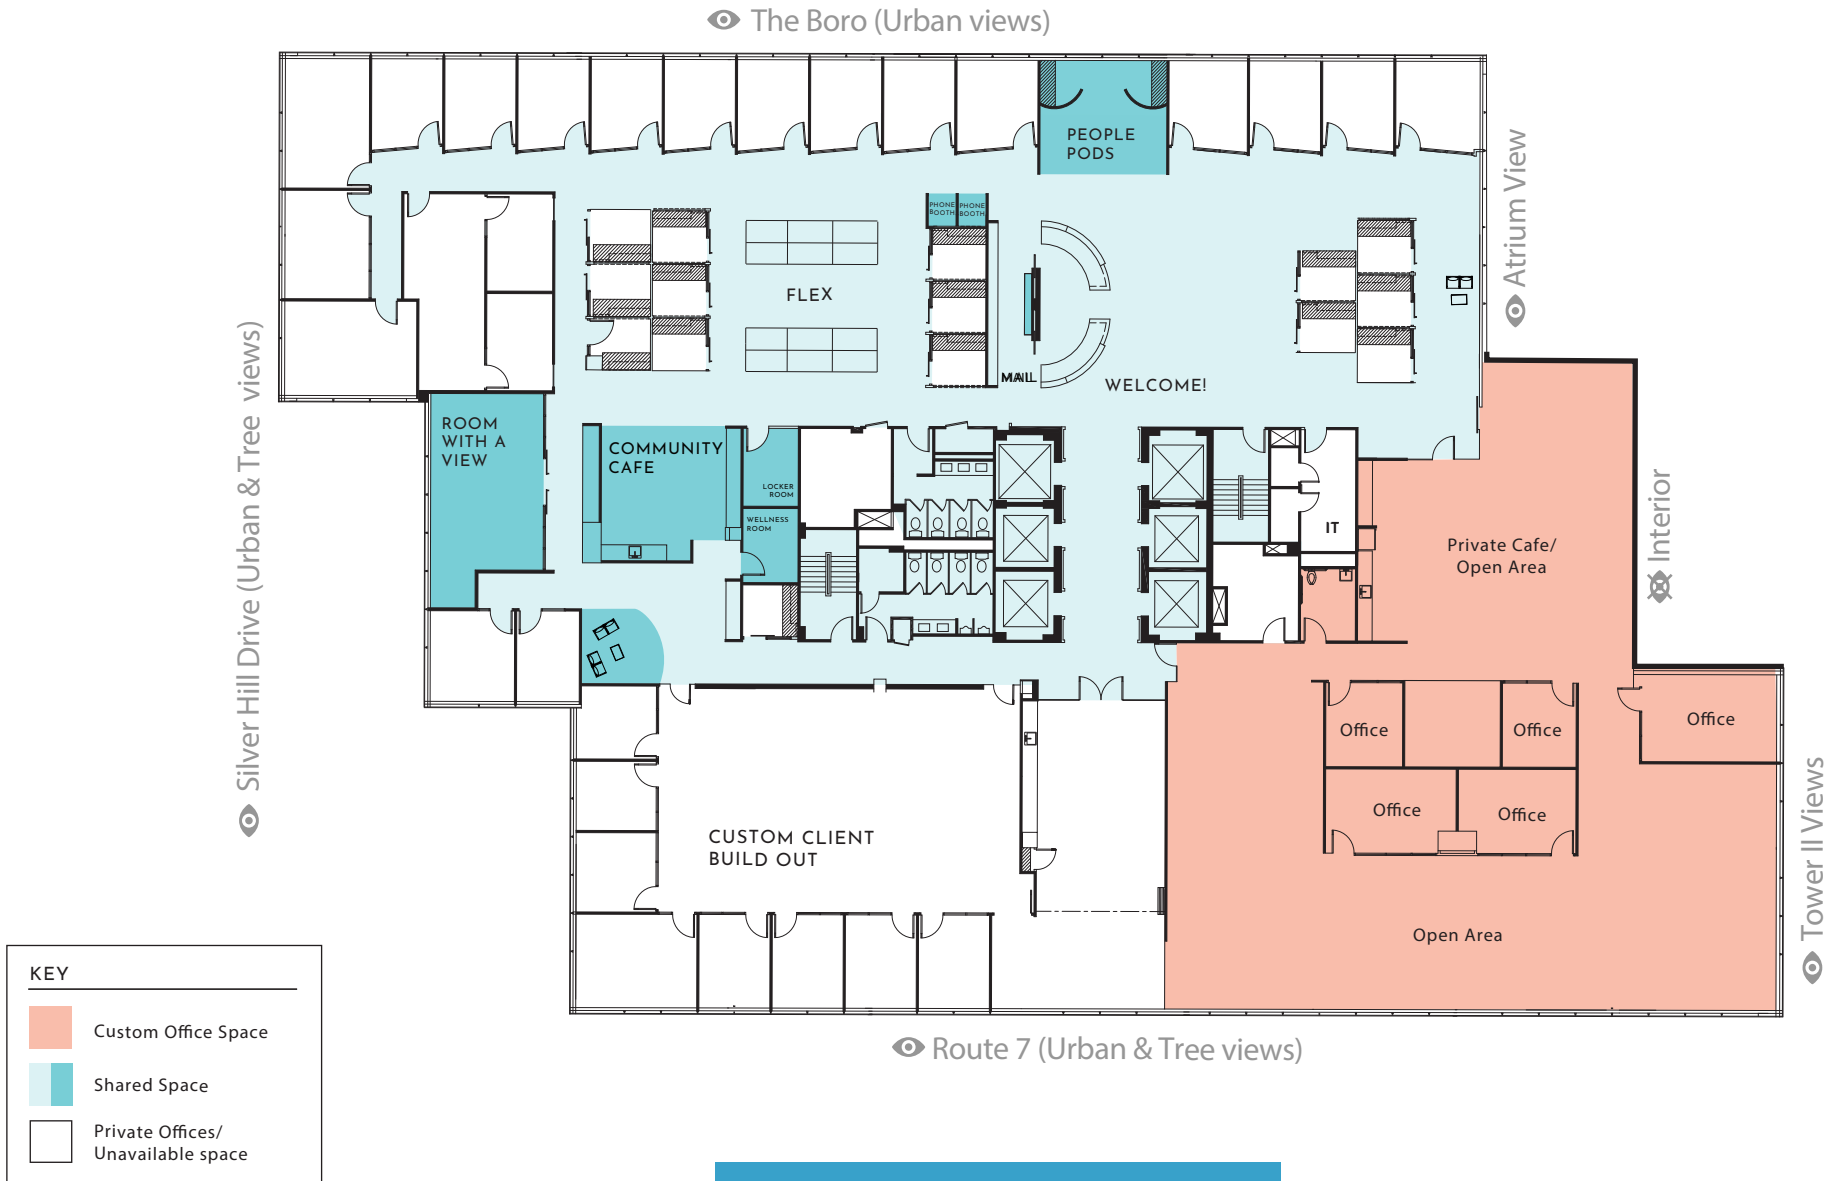 The Boro (Urban views)
PEOPLE
PODS
PHONE
BOOTH
PHONE
BOOTH
Atrium View
FLEX
MAIL
WELCOME!
Silver Hill Drive (Urban & Tree views)
ROOM
WITH A
VIEW
COMMUNITY
CAFE
LOCKER
ROOM
WELLNESS
ROOM
IT
Private Cafe/
Open Area
Interior
Office
Office
Office
Office
Office
CUSTOM CLIENT
BUILD OUT
Open Area
Tower II Views
Route 7 (Urban & Tree views)
KEY
Custom Office Space
Shared Space
Private Offices/
Unavailable space